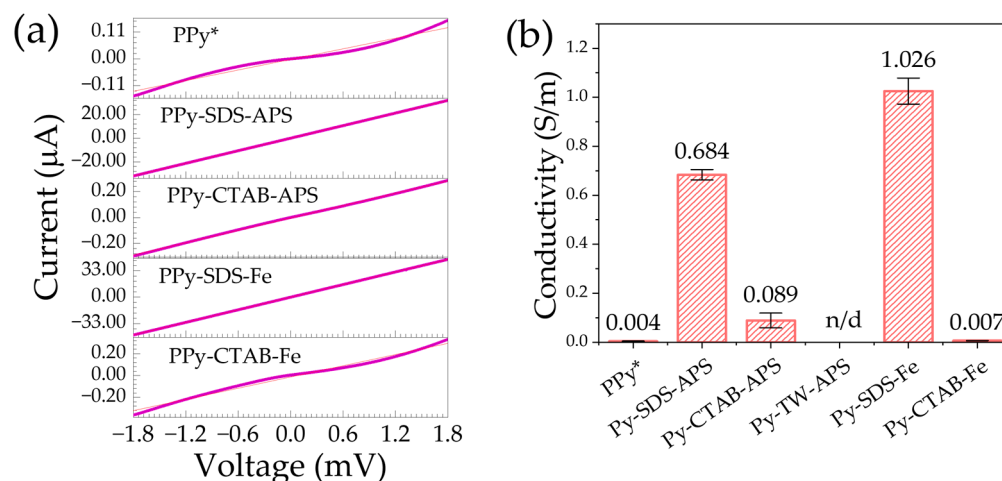 (a)
PPy*
0.11
0.00
−0.11
PPy-SDS-APS
20.00
0.00
−20.00
PPy-CTAB-APS
0.20
0.00
−0.20
PPy-SDS-Fe
33.00
0.00
−33.00
PPy-CTAB-Fe
0.20
0.00
−0.20
Current (μA)
−1.8 −1.2 −0.6 0.0 0.6 1.2 1.8
Voltage (mV)
(b)
1.2
1.0
0.8
0.6
0.4
0.2
0.0
Conductivity (S/m)
0.004
0.684
0.089
n/d
1.026
0.007
PPy*
Py-SDS-APS
Py-CTAB-APS
Py-TW-APS
Py-SDS-Fe
Py-CTAB-Fe